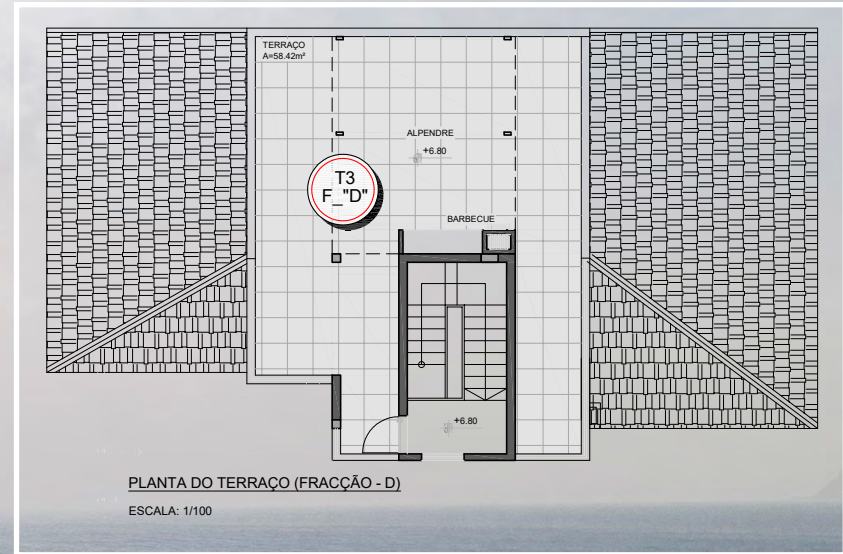 TERRAÇO
A=58.42m²
ALPENDRE
+6.80
T3
F_"D"
BARBECUE
+6.80
PLANTA DO TERRAÇO (FRACÇÃO - D)
ESCALA: 1/100